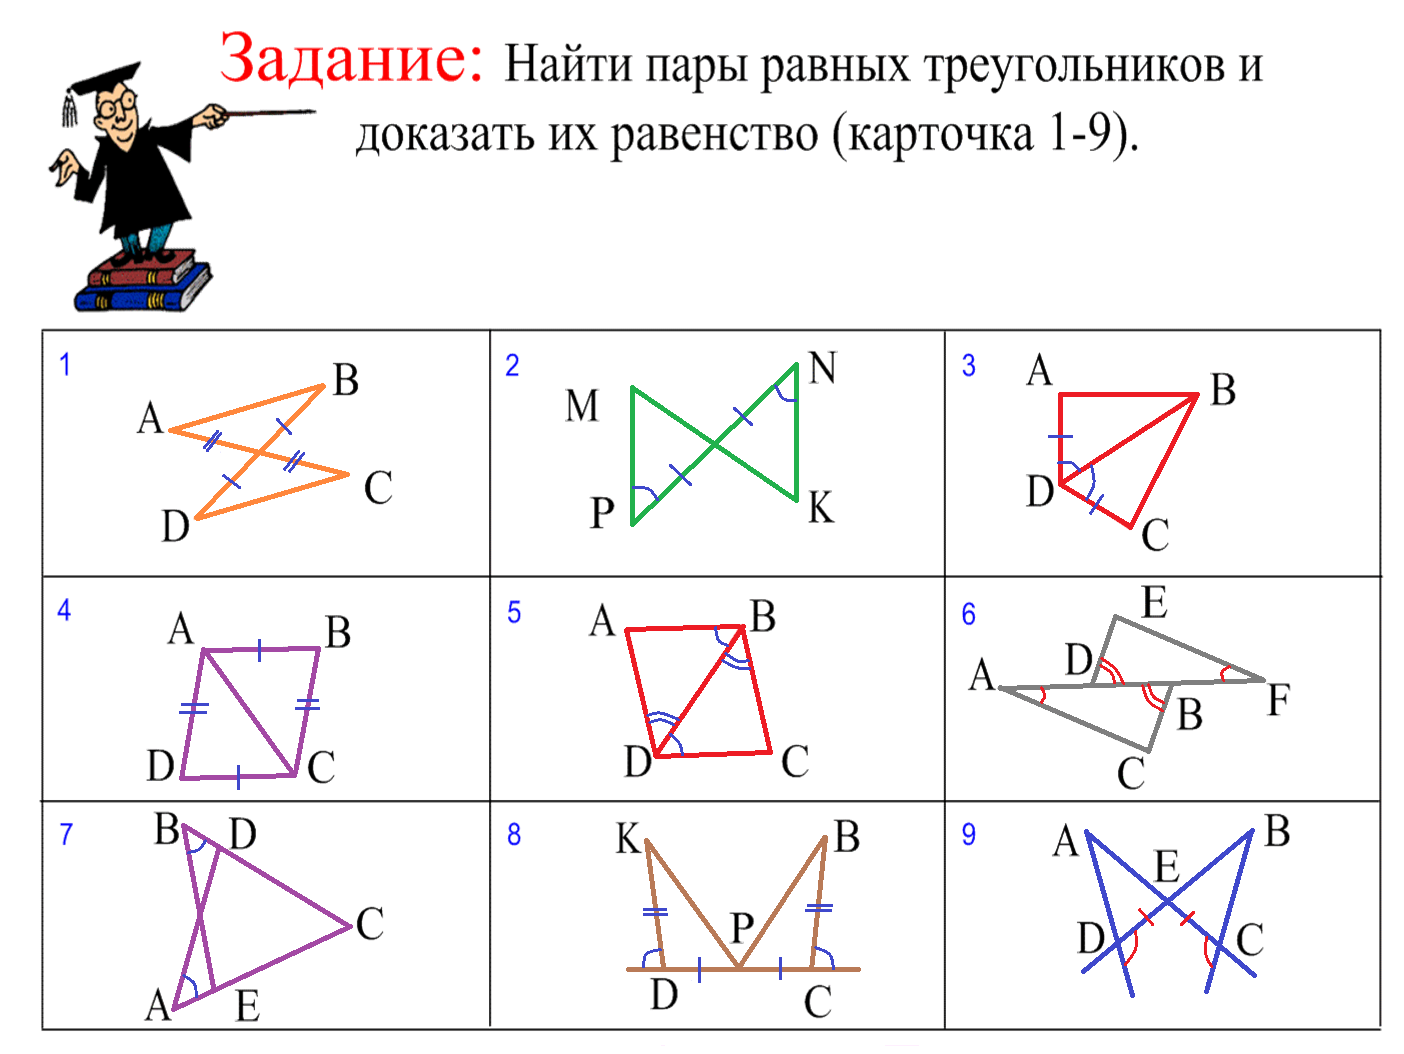 Задание: Найти пары равных треугольников и
доказать их равенство (карточка 1-9).
1
A
B
C
D
2
M
N
P
K
3
A
B
D
C
4
A
B
D
C
5
A
B
D
C
6
E
D
A
B
F
C
7
B
D
C
A
E
8
K
B
P
D
C
9
A
B
E
D
C